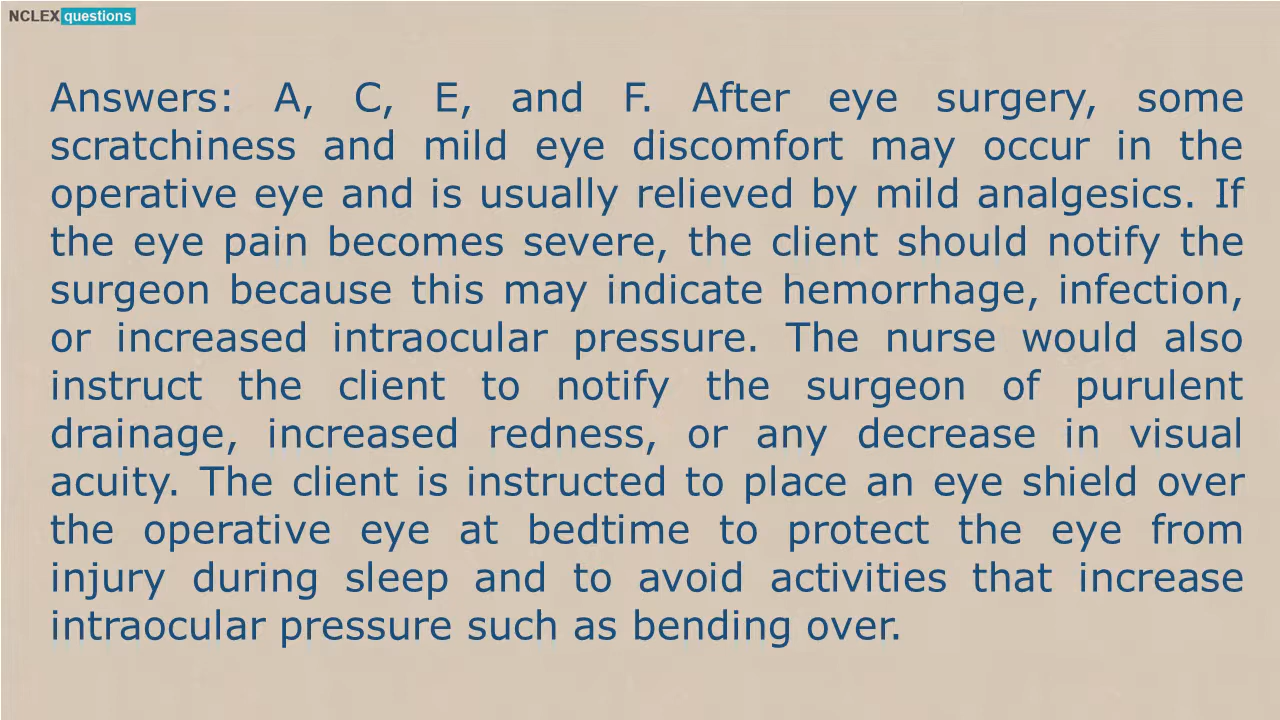 NCLEX questions
Answers: A, C, E, and F. After eye surgery, some
scratchiness and mild eye discomfort may occur in the
operative eye and is usually relieved by mild analgesics. If
the eye pain becomes severe, the client should notify the
surgeon because this may indicate hemorrhage, infection,
or increased intraocular pressure. The nurse would also
instruct the client to notify the surgeon of purulent
drainage, increased redness, or any decrease in visual
acuity. The client is instructed to place an eye shield over
the operative eye at bedtime to protect the eye from
injury during sleep and to avoid activities that increase
intraocular pressure such as bending over.